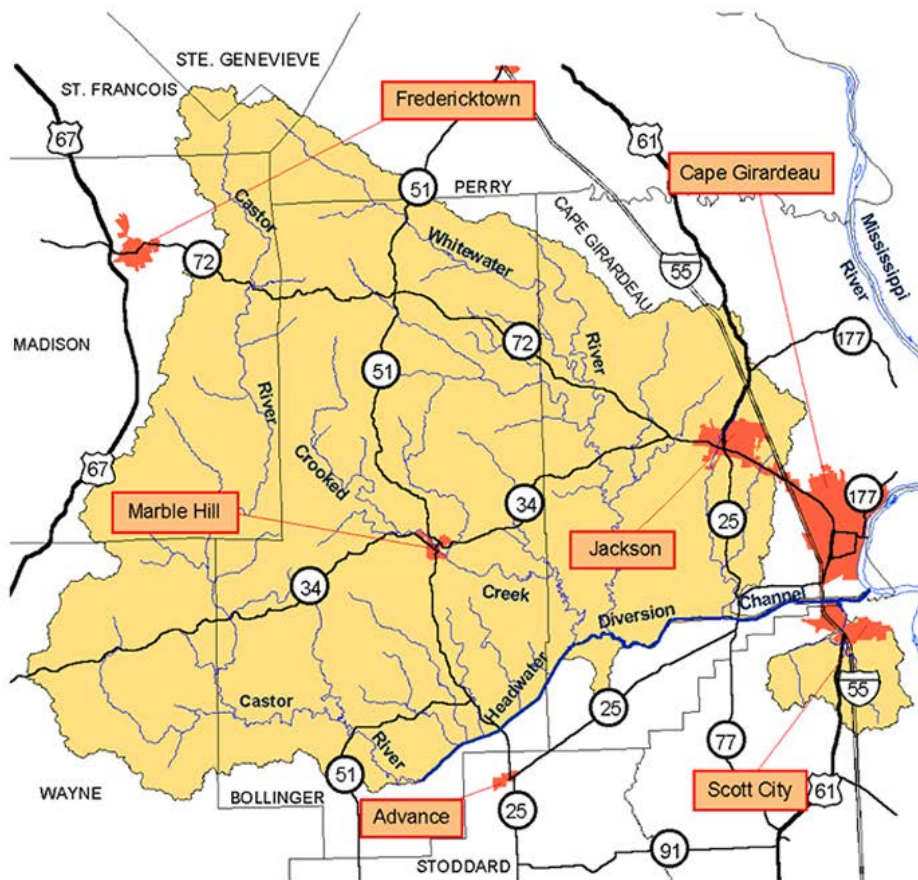 STE. GENEVIEVE
ST. FRANCOIS
Fredericktown
67
61
Cape Girardeau
51
PERRY
Castor
CAPE GIRARDEAU
Whitewater
Mississippi
River
55
72
MADISON
72
River
177
51
River
67
Crooked
Marble Hill
34
177
25
Jackson
34
Creek
Channel
Diversion
Castor
Headwater
55
25
River
77
51
WAYNE
BOLLINGER
Advance
25
Scott City
61
91
STODDARD